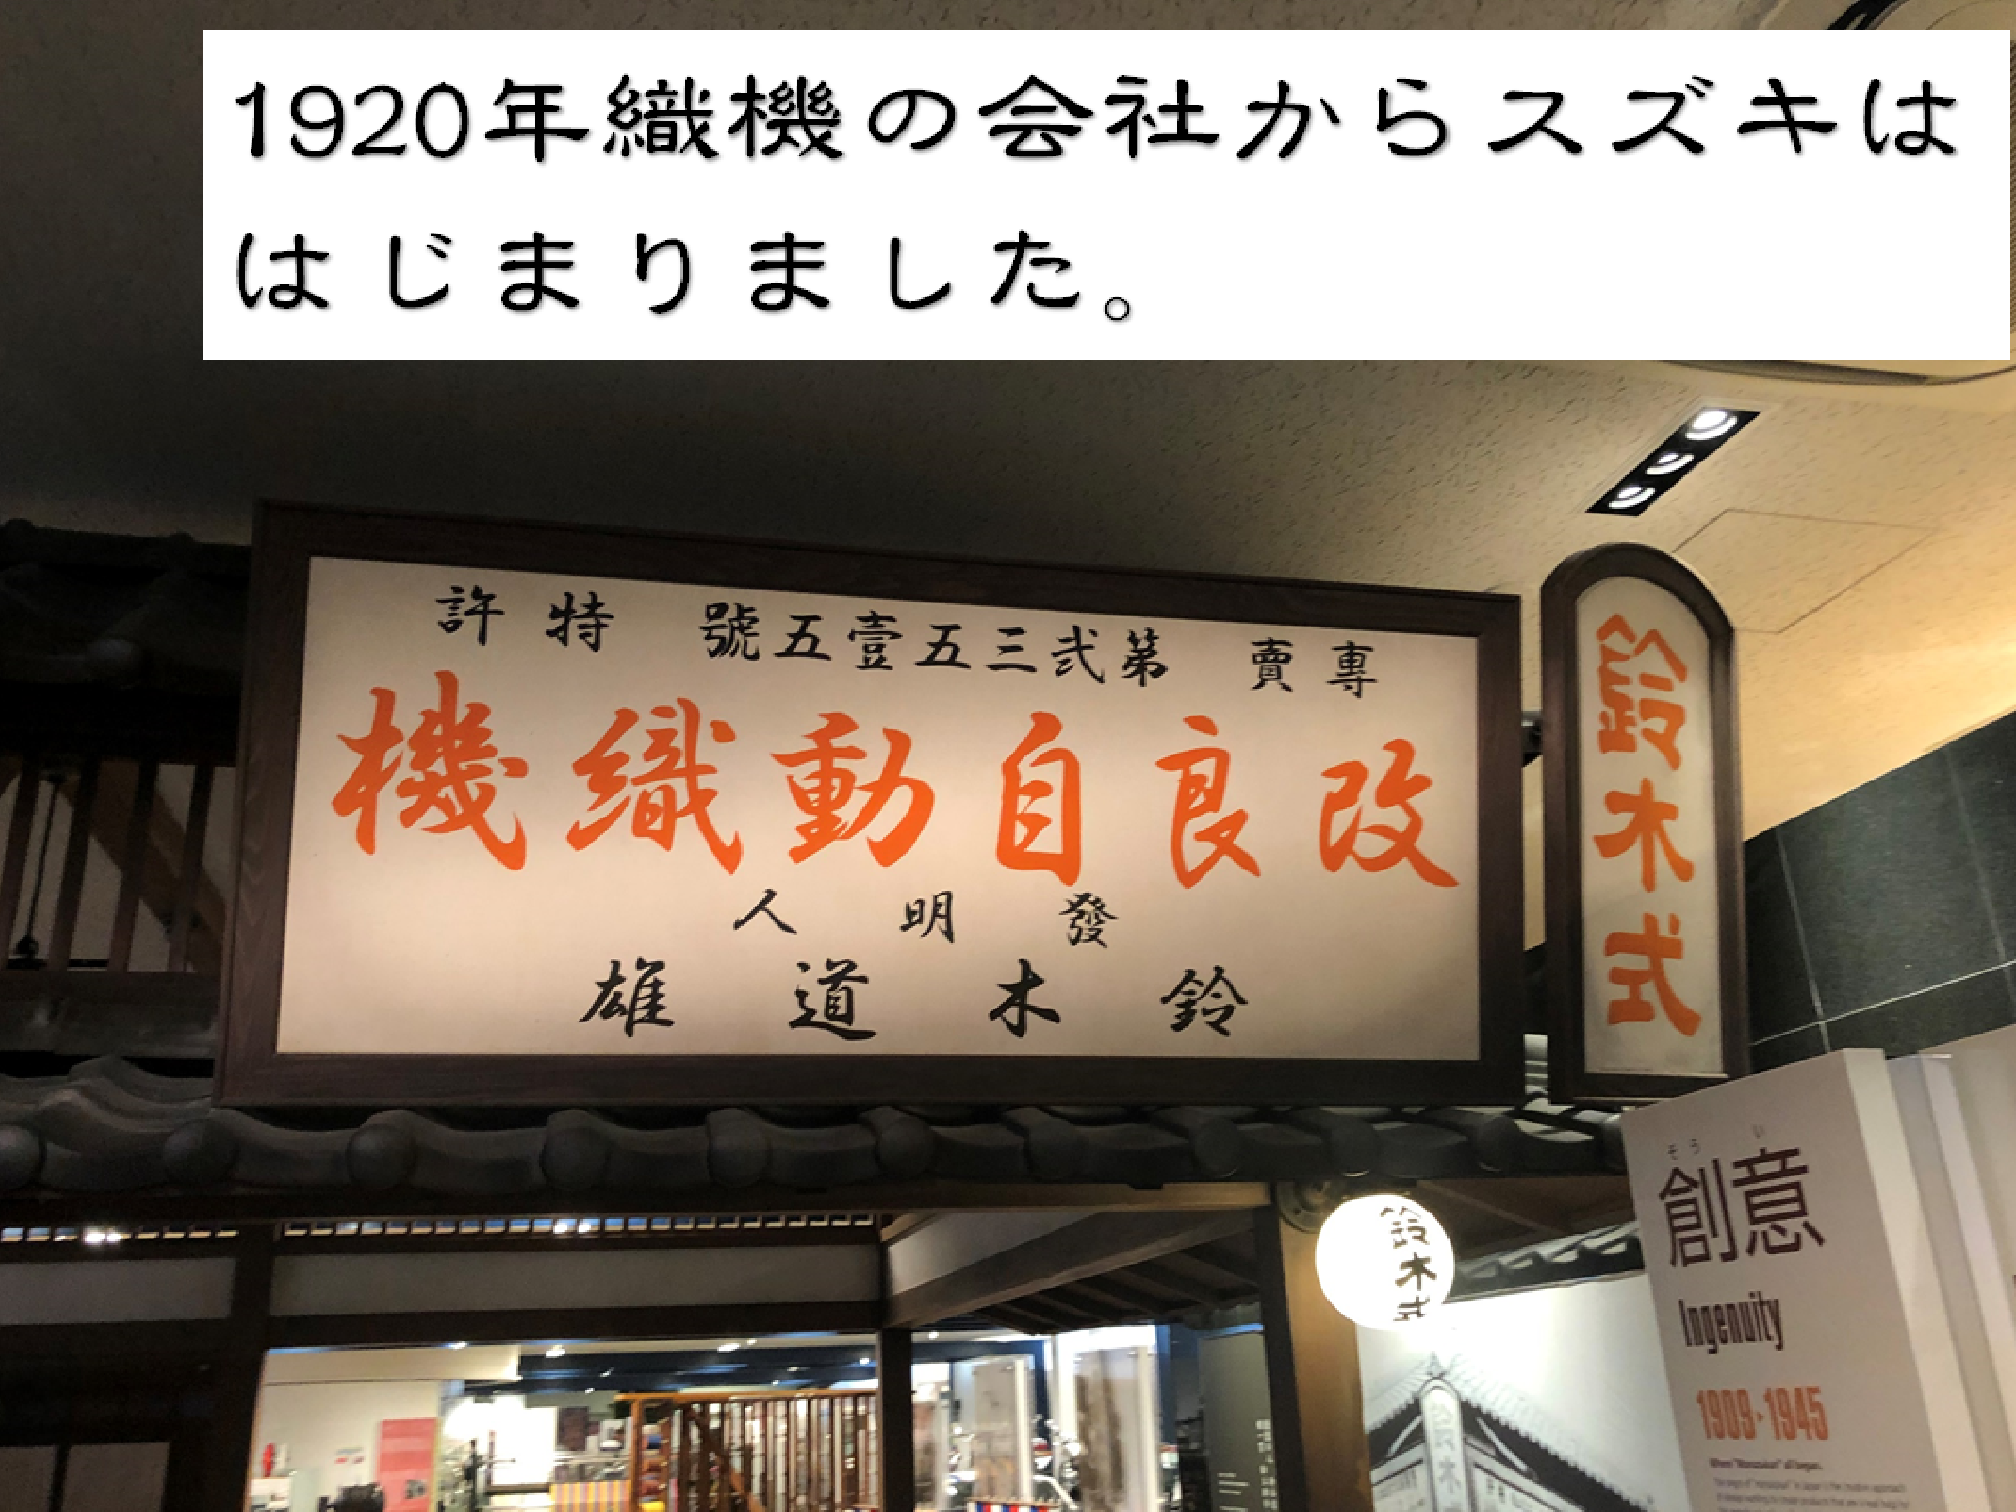 1920年織機の会社からスズキは
はじまりました。
専賣 第弍三五壹五號 特許
改良自動織機
發明人
鈴木道雄
鈴木式
鈴木式
そうい
創意
Ingenuity
1909-1945